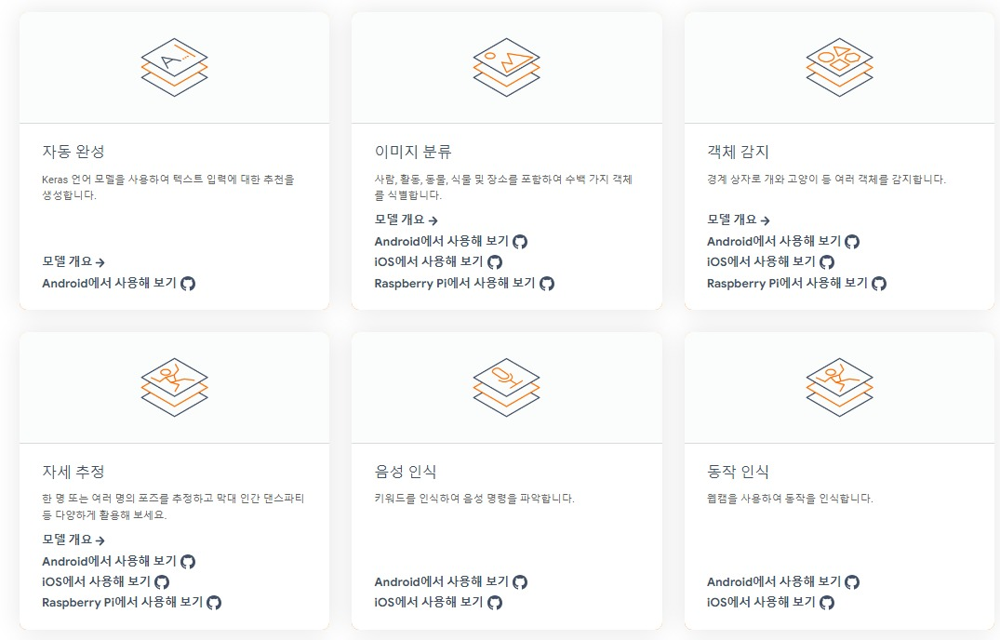 자동 완성
Keras 언어 모델을 사용하여 텍스트 입력에 대한 추천을
생성합니다.
모델 개요
Android에서 사용해 보기
이미지 분류
사람, 활동, 동물, 식물 및 장소를 포함하여 수백 가지 객체
를 식별합니다.
모델 개요
Android에서 사용해 보기
iOS에서 사용해 보기
Raspberry Pi에서 사용해 보기
객체 감지
경계 상자로 개와 고양이 등 여러 객체를 감지합니다.
모델 개요
Android에서 사용해 보기
iOS에서 사용해 보기
Raspberry Pi에서 사용해 보기
자세 추정
한 명 또는 여러 명의 포즈를 추정하고 막대 인간 댄스파티
등 다양하게 활용해 보세요.
모델 개요
Android에서 사용해 보기
iOS에서 사용해 보기
Raspberry Pi에서 사용해 보기
음성 인식
키워드를 인식하여 음성 명령을 파악합니다.
Android에서 사용해 보기
iOS에서 사용해 보기
동작 인식
웹캠을 사용하여 동작을 인식합니다.
Android에서 사용해 보기
iOS에서 사용해 보기